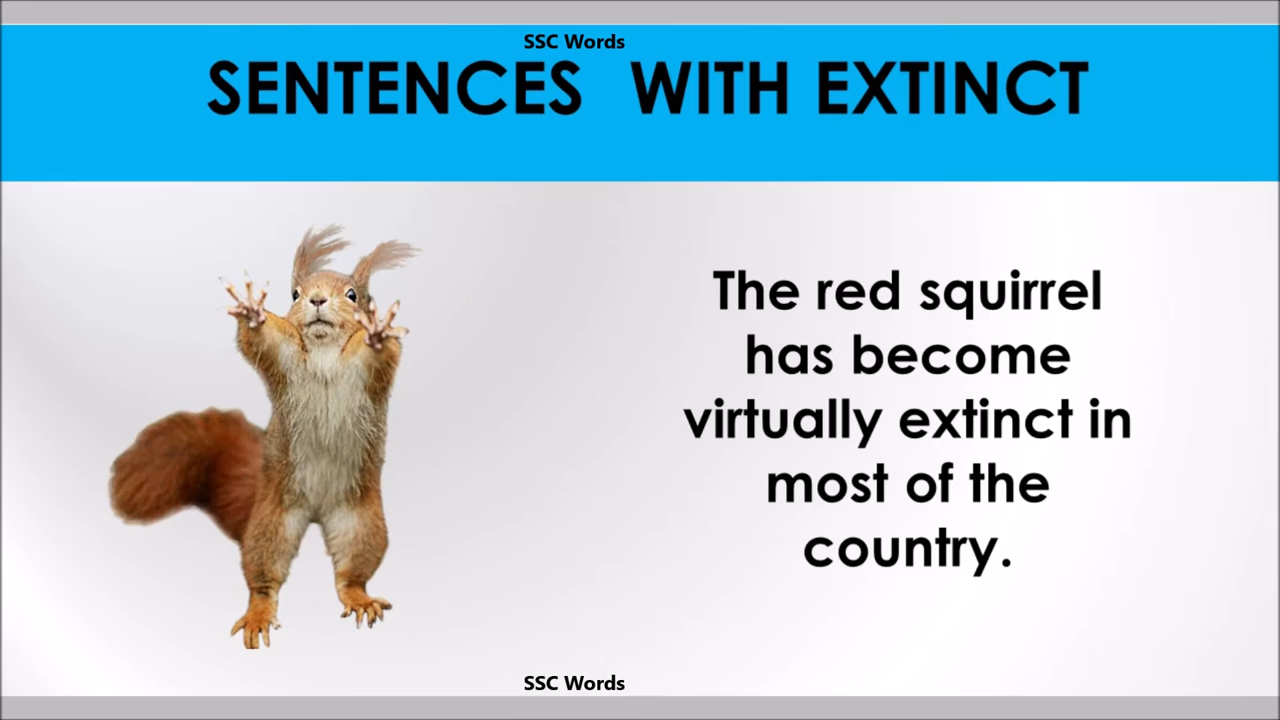 SSC Words
SENTENCES WITH EXTINCT
The red squirrel
has become
virtually extinct in
most of the
country.
SSC Words